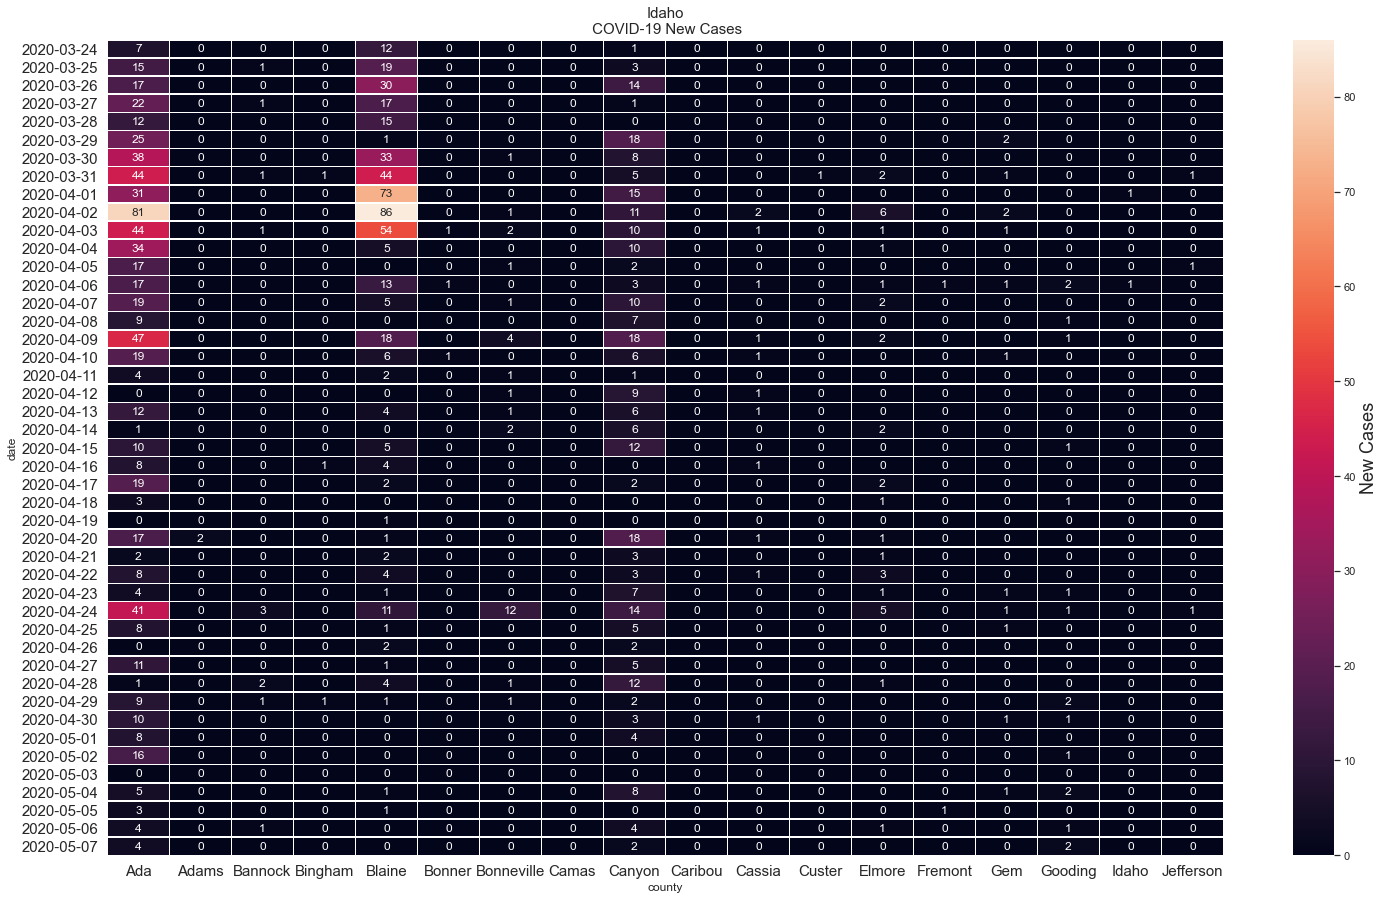 Idaho
COVID-19 New Cases
2020-03-24 7 0 0 0 12 0 0 0 1 0 0 0 0 0 0 0 0 0
2020-03-25 15 0 1 0 19 0 0 0 3 0 0 0 0 0 0 0 0 0
2020-03-26 17 0 0 0 30 0 0 0 14 0 0 0 0 0 0 0 0 0
2020-03-27 22 0 1 0 17 0 0 0 1 0 0 0 0 0 0 0 0 0
2020-03-28 12 0 0 0 15 0 0 0 0 0 0 0 0 0 0 0 0 0
2020-03-29 25 0 0 0 1 0 0 0 18 0 0 0 0 0 2 0 0 0
2020-03-30 38 0 0 0 33 0 1 0 8 0 0 0 0 0 0 0 0 0
2020-03-31 44 0 1 1 44 0 0 0 5 0 0 1 2 0 1 0 0 1
2020-04-01 31 0 0 0 73 0 0 0 15 0 0 0 0 0 0 0 1 0
2020-04-02 81 0 0 0 86 0 1 0 11 0 2 0 6 0 2 0 0 0
2020-04-03 44 0 1 0 54 1 2 0 10 0 1 0 1 0 1 0 0 0
2020-04-04 34 0 0 0 5 0 0 0 10 0 0 0 1 0 0 0 0 0
2020-04-05 17 0 0 0 0 0 1 0 2 0 0 0 0 0 0 0 0 1
2020-04-06 17 0 0 0 13 1 0 0 3 0 1 0 1 1 1 2 1 0
2020-04-07 19 0 0 0 5 0 1 0 10 0 0 0 2 0 0 0 0 0
2020-04-08 9 0 0 0 0 0 0 0 7 0 0 0 0 0 0 1 0 0
2020-04-09 47 0 0 0 18 0 4 0 18 0 1 0 2 0 0 1 0 0
2020-04-10 19 0 0 0 6 1 0 0 6 0 1 0 0 0 1 0 0 0
2020-04-11 4 0 0 0 2 0 1 0 1 0 0 0 0 0 0 0 0 0
2020-04-12 0 0 0 0 0 0 1 0 9 0 1 0 0 0 0 0 0 0
2020-04-13 12 0 0 0 4 0 1 0 6 0 1 0 0 0 0 0 0 0
2020-04-14 1 0 0 0 0 0 2 0 6 0 0 0 2 0 0 0 0 0
2020-04-15 10 0 0 0 5 0 0 0 12 0 0 0 0 0 0 1 0 0
2020-04-16 8 0 0 1 4 0 0 0 0 0 1 0 0 0 0 0 0 0
2020-04-17 19 0 0 0 2 0 0 0 2 0 0 0 2 0 0 0 0 0
2020-04-18 3 0 0 0 0 0 0 0 0 0 0 0 1 0 0 1 0 0
2020-04-19 0 0 0 0 1 0 0 0 0 0 0 0 0 0 0 0 0 0
2020-04-20 17 2 0 0 1 0 0 0 18 0 1 0 1 0 0 0 0 0
2020-04-21 2 0 0 0 2 0 0 0 3 0 0 0 1 0 0 0 0 0
2020-04-22 8 0 0 0 4 0 0 0 3 0 1 0 3 0 0 0 0 0
2020-04-23 4 0 0 0 1 0 0 0 7 0 0 0 1 0 1 1 0 0
2020-04-24 41 0 3 0 11 0 12 0 14 0 0 0 5 0 1 1 0 1
2020-04-25 8 0 0 0 1 0 0 0 5 0 0 0 0 0 1 0 0 0
2020-04-26 0 0 0 0 2 0 0 0 2 0 0 0 0 0 0 0 0 0
2020-04-27 11 0 0 0 1 0 0 0 5 0 0 0 0 0 0 0 0 0
2020-04-28 1 0 2 0 4 0 1 0 12 0 0 0 1 0 0 0 0 0
2020-04-29 9 0 1 1 1 0 1 0 2 0 0 0 0 0 0 2 0 0
2020-04-30 10 0 0 0 0 0 0 0 3 0 1 0 0 0 1 1 0 0
2020-05-01 8 0 0 0 0 0 0 0 4 0 0 0 0 0 0 0 0 0
2020-05-02 16 0 0 0 0 0 0 0 0 0 0 0 0 0 0 1 0 0
2020-05-03 0 0 0 0 0 0 0 0 0 0 0 0 0 0 0 0 0 0
2020-05-04 5 0 0 0 1 0 0 0 8 0 0 0 0 0 1 2 0 0
2020-05-05 3 0 0 0 1 0 0 0 0 0 0 0 0 1 0 0 0 0
2020-05-06 4 0 1 0 0 0 0 0 4 0 0 0 1 0 0 1 0 0
2020-05-07 4 0 0 0 0 0 0 0 2 0 0 0 0 0 0 2 0 0
Ada Adams Bannock Bingham Blaine Bonner Bonneville Camas Canyon Caribou Cassia Custer Elmore Fremont Gem Gooding Idaho Jefferson
county
date
80
70
60
50
40
30
20
10
0
New Cases